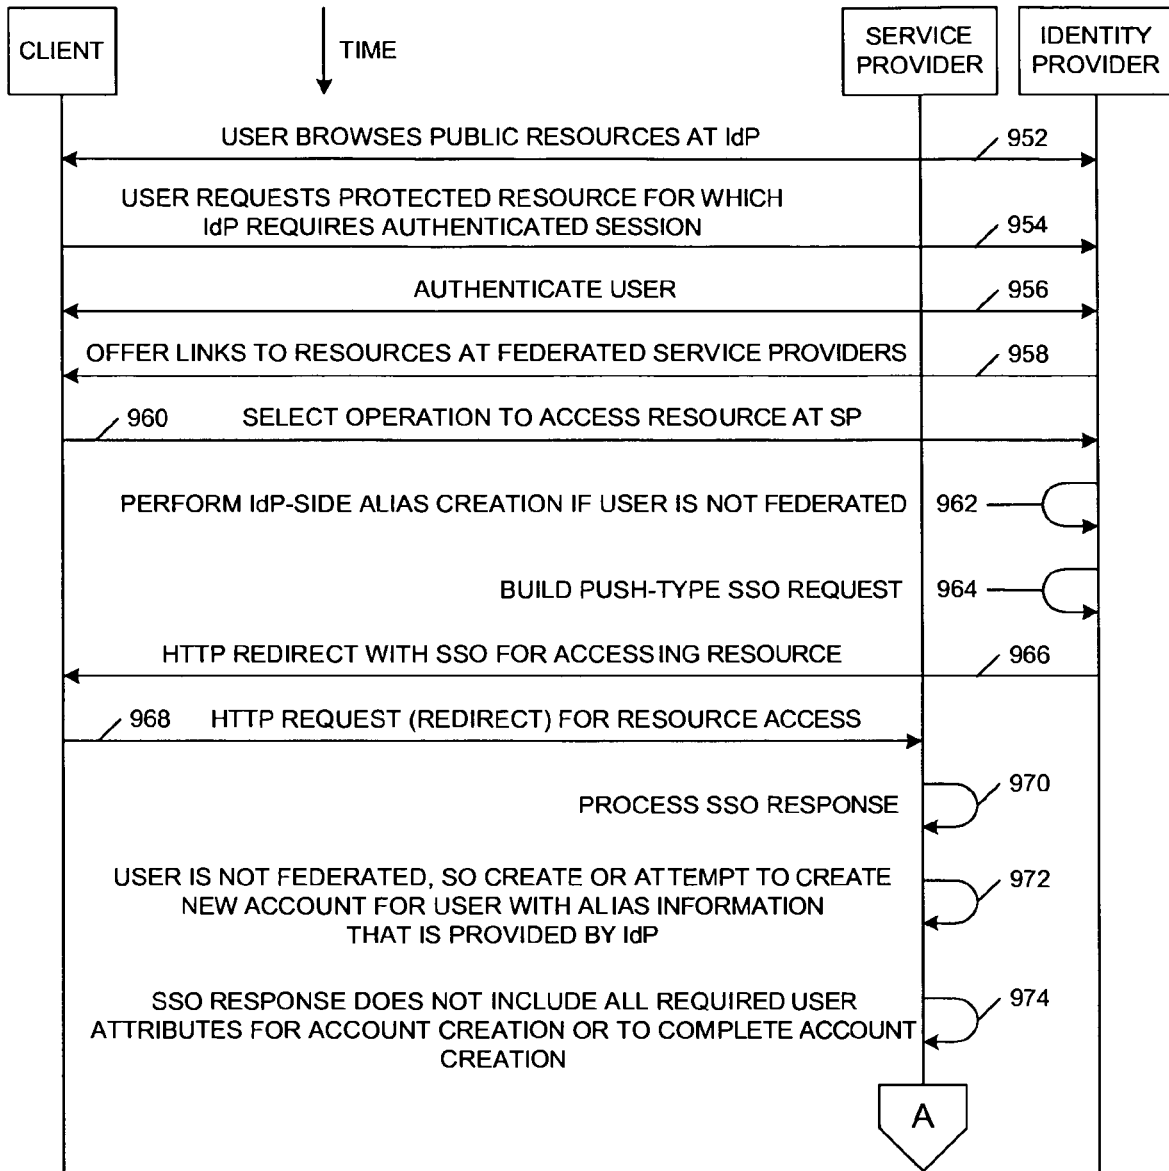 CLIENT
TIME
SERVICE
PROVIDER
IDENTITY
PROVIDER
USER BROWSES PUBLIC RESOURCES AT IdP
952
USER REQUESTS PROTECTED RESOURCE FOR WHICH
IdP REQUIRES AUTHENTICATED SESSION
954
AUTHENTICATE USER
956
OFFER LINKS TO RESOURCES AT FEDERATED SERVICE PROVIDERS
958
960
SELECT OPERATION TO ACCESS RESOURCE AT SP
PERFORM IdP-SIDE ALIAS CREATION IF USER IS NOT FEDERATED
962
BUILD PUSH-TYPE SSO REQUEST
964
HTTP REDIRECT WITH SSO FOR ACCESSING RESOURCE
966
968
HTTP REQUEST (REDIRECT) FOR RESOURCE ACCESS
PROCESS SSO RESPONSE
970
USER IS NOT FEDERATED, SO CREATE OR ATTEMPT TO CREATE
NEW ACCOUNT FOR USER WITH ALIAS INFORMATION
THAT IS PROVIDED BY IdP
972
SSO RESPONSE DOES NOT INCLUDE ALL REQUIRED USER
ATTRIBUTES FOR ACCOUNT CREATION OR TO COMPLETE ACCOUNT
CREATION
974
A